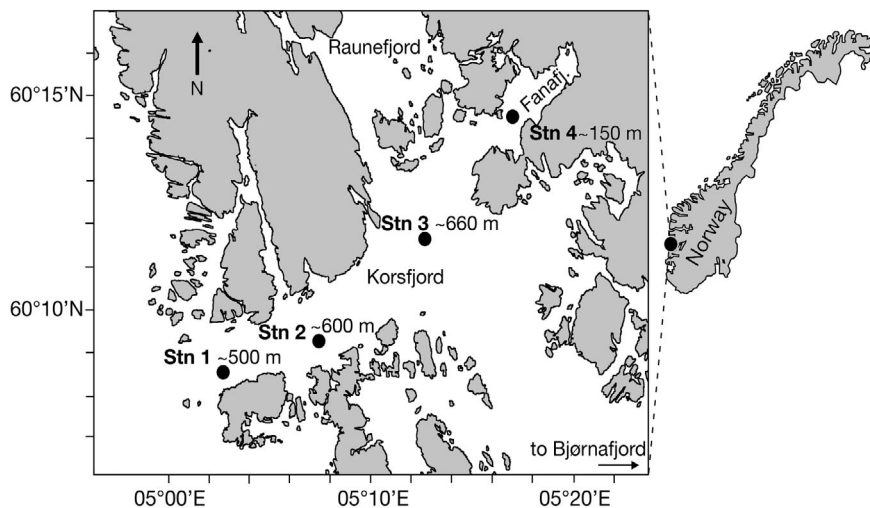 Raunefjord
N
60°15'
Fanafj.
Stn 4 ~150 m
Stn 3 ~660 m
Norway
Korsfjord
60°10'
Stn 2 ~600 m
Stn 1 ~500 m
to Bjørnafjord
05°00'E
05°10'E
05°20'E